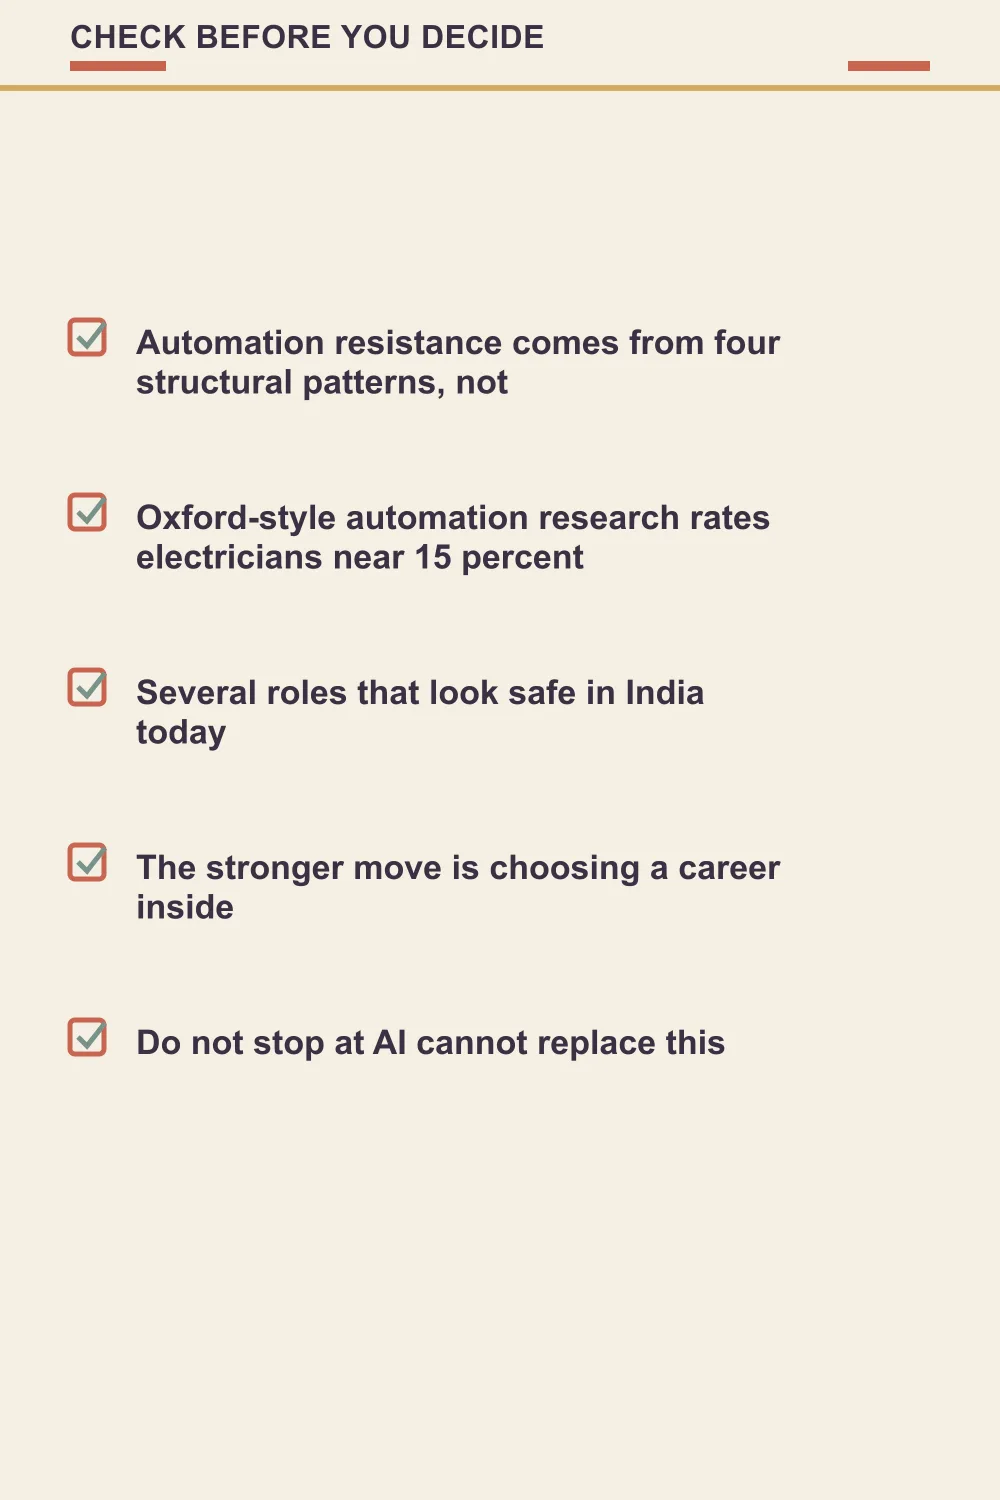 CHECK BEFORE YOU DECIDE
Automation resistance comes from four
structural patterns, not
Oxford-style automation research rates
electricians near 15 percent
Several roles that look safe in India
today
The stronger move is choosing a career
inside
Do not stop at AI cannot replace this